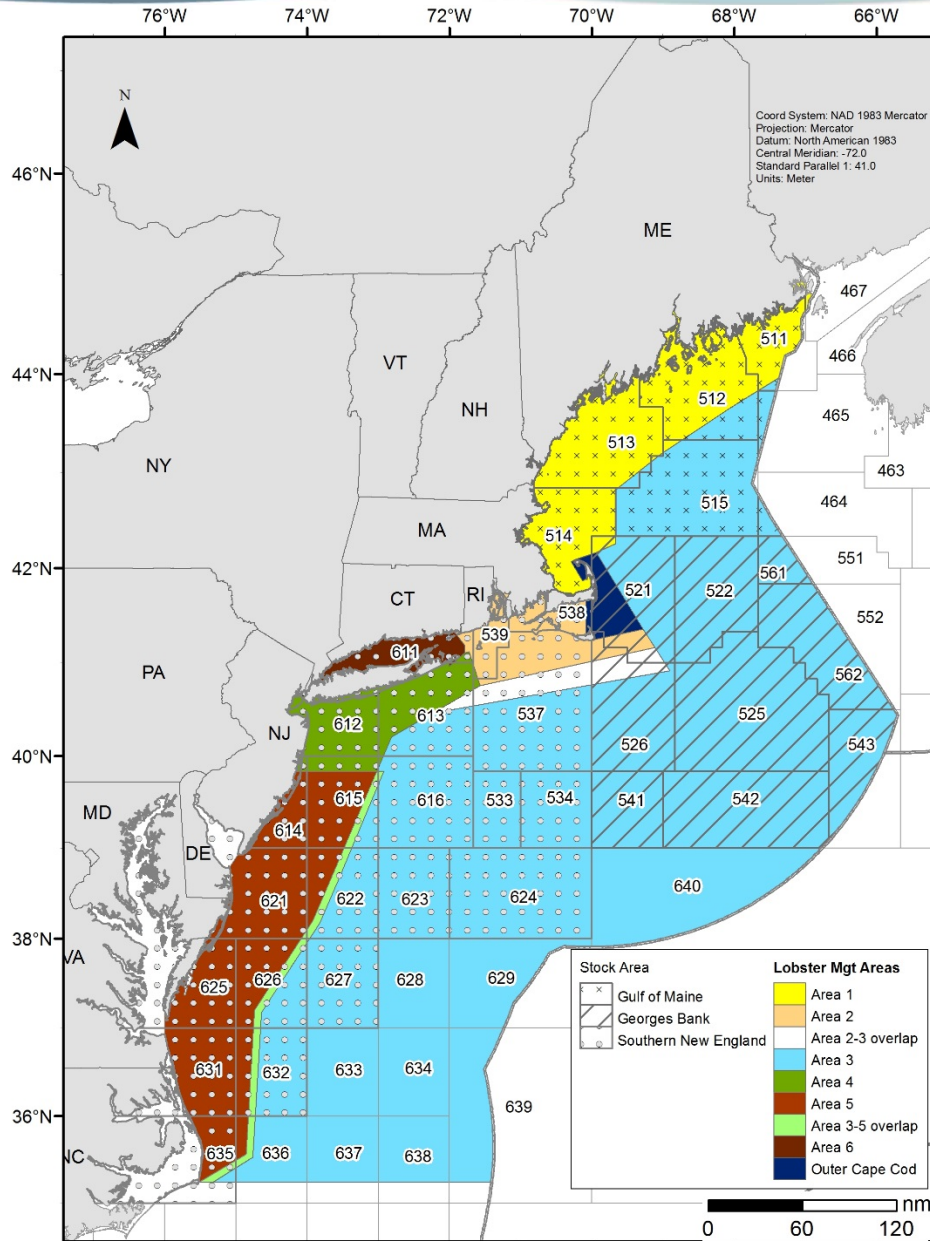 76°W 74°W 72°W 70°W 68°W 66°W
N
Coord System: NAD 1983 Mercator
Projection: Mercator
Datum: North American 1983
Central Meridian: -72.0
Standard Parallel 1: 41.0
Units: Meter
46°N
ME
467
511
466
44°N
VT
512
465
NH
513
463
NY
464
515
MA
514
551
42°N
561
521 522
CT RI
538
552
539
611
PA
562
613 537 525
612
NJ
526 543
40°N
615 616 533 534 541 542
MD
614
DE
640
621 622 623 624
38°N
VA
626 627 628 629
625
631 632 633 634
36°N
639
NC
635 636 637 638
Stock Area
Gulf of Maine
Georges Bank
Southern New England
Lobster Mgt Areas
Area 1
Area 2
Area 2-3 overlap
Area 3
Area 4
Area 5
Area 3-5 overlap
Area 6
Outer Cape Cod
nm
0 60 120